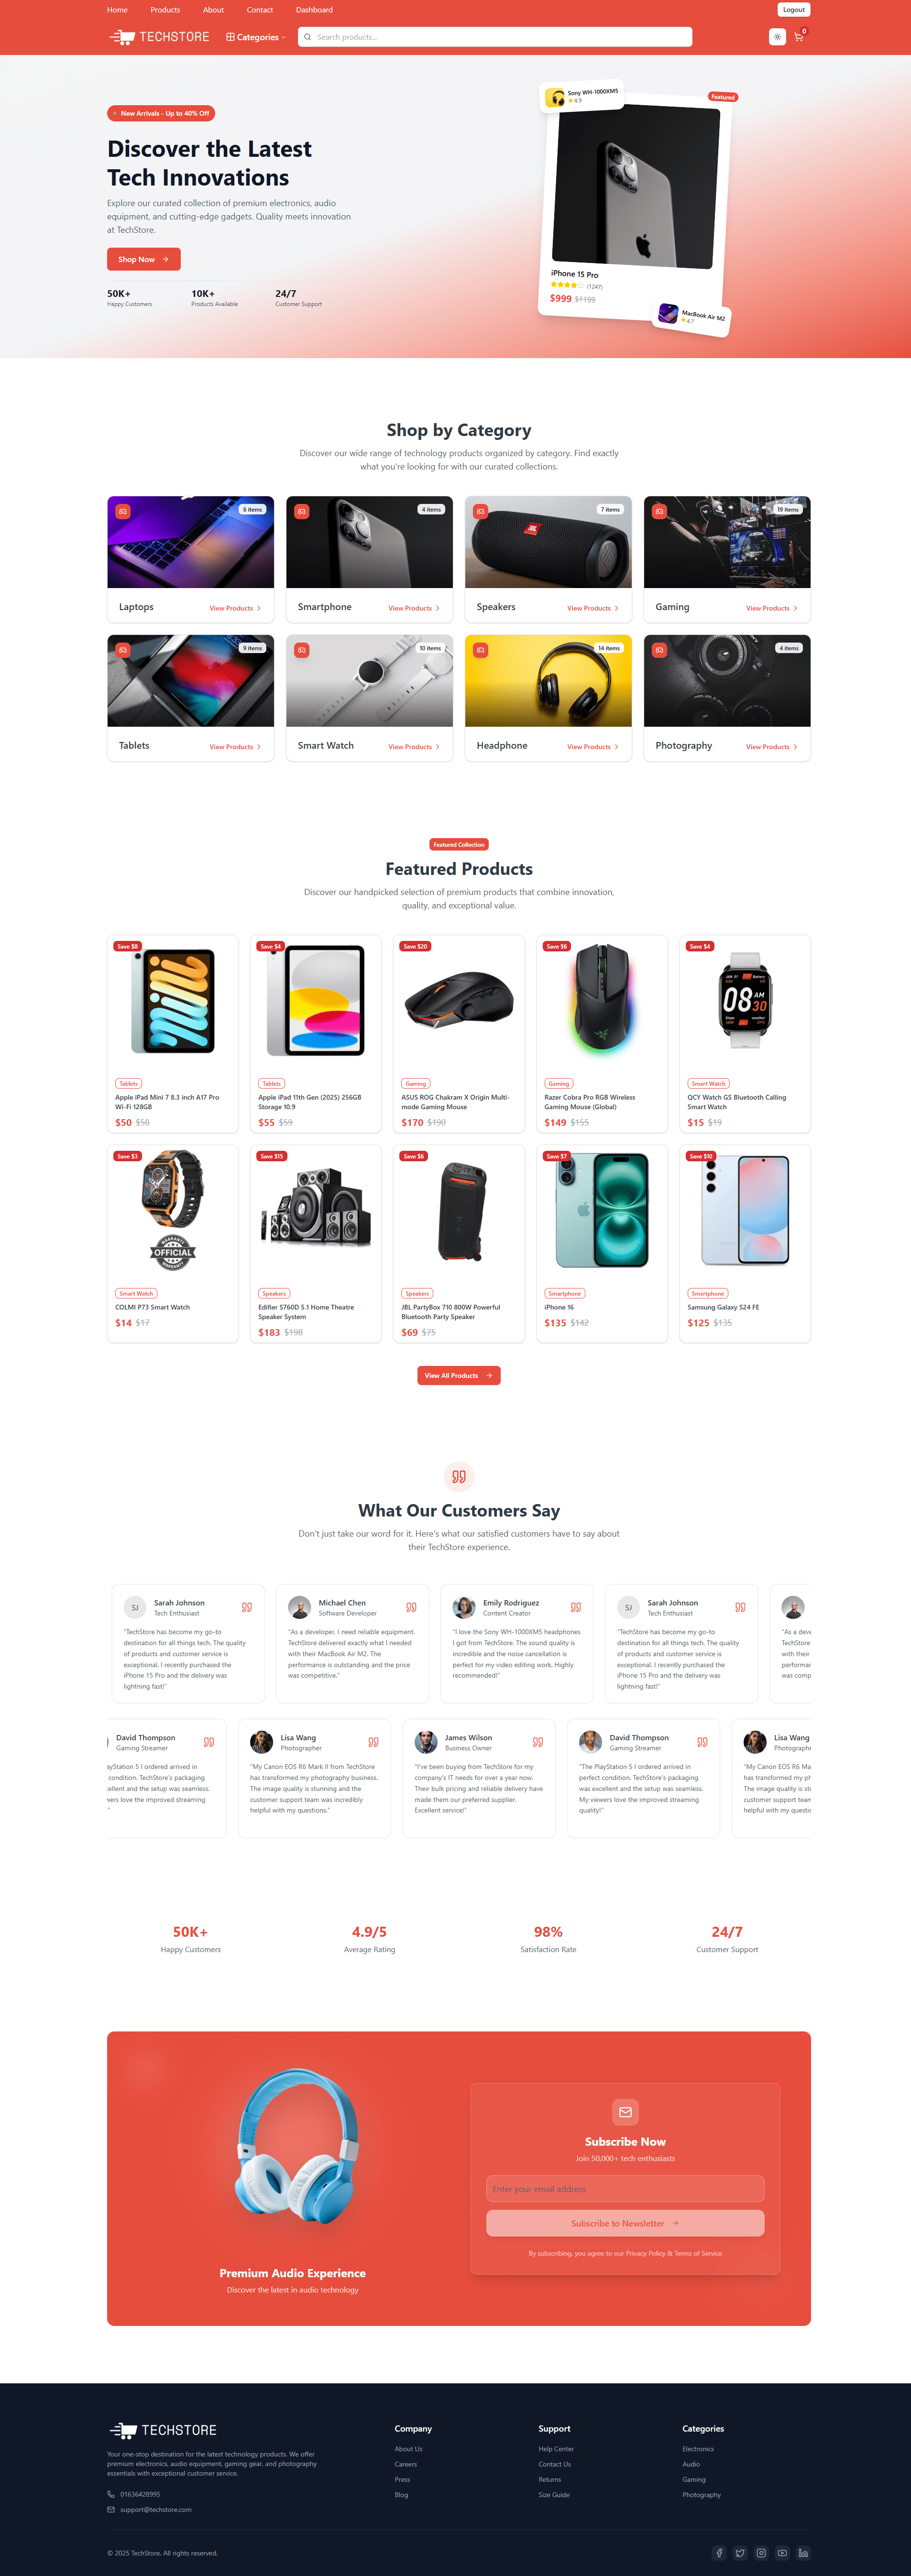 Home Products About Contact Dashboard Logout
TECHSTORE Categories Search products... 0
New Arrivals - Up to 40% Off
Discover the Latest
Tech Innovations
Explore our curated collection of premium electronics, audio
equipment, and cutting-edge gadgets. Quality meets innovation
at TechStore.
Shop Now
50K+ 10K+ 24/7
Happy Customers Products Available Customer Support
Sony WH-1000XM5
4.9
Featured
iPhone 15 Pro
(1247)
$999 $1199
MacBook Air M2
4.7
Shop by Category
Discover our wide range of technology products organized by category. Find exactly
what you're looking for with our curated collections.
6 items 4 items 7 items 19 items
JBL
Laptops View Products Smartphone View Products Speakers View Products Gaming View Products
9 items 10 items 14 items 4 items
Tablets View Products Smart Watch View Products Headphone View Products Photography View Products
Featured Collection
Featured Products
Discover our handpicked selection of premium products that combine innovation,
quality, and exceptional value.
Save $8 Save $4 Save $20 Save $6 Save $4
08 AM
30
Tablets Tablets Gaming Gaming Smart Watch
Apple iPad Mini 7 8.3 inch A17 Pro Apple iPad 11th Gen (2025) 256GB ASUS ROG Chakram X Origin Multi- Razer Cobra Pro RGB Wireless QCY Watch GS Bluetooth Calling
Wi-Fi 128GB Storage 10.9 mode Gaming Mouse Gaming Mouse (Global) Smart Watch
$50 $58 $55 $59 $170 $190 $149 $155 $15 $19
Save $3 Save $15 Save $6 Save $7 Save $10
WARRANTY
OFFICIAL
WARRANTY
Smart Watch Speakers Speakers Smartphone Smartphone
COLMI P73 Smart Watch Edifier S760D 5.1 Home Theatre JBL PartyBox 710 800W Powerful iPhone 16 Samsung Galaxy S24 FE
Speaker System Bluetooth Party Speaker
$14 $17 $183 $198 $69 $75 $135 $142 $125 $135
View All Products
What Our Customers Say
Don't just take our word for it. Here's what our satisfied customers have to say about
their TechStore experience.
SJ Sarah Johnson
Tech Enthusiast
"TechStore has become my go-to
destination for all things tech. The quality
of products and customer service is
exceptional. I recently purchased the
iPhone 15 Pro and the delivery was
lightning fast!"
Michael Chen
Software Developer
"As a developer, I need reliable equipment.
TechStore delivered exactly what I needed
with their MacBook Air M2. The
performance is outstanding and the price
was competitive."
Emily Rodriguez
Content Creator
"I love the Sony WH-1000XM5 headphones
I got from TechStore. The sound quality is
incredible and the noise cancellation is
perfect for my video editing work. Highly
recommended!"
SJ Sarah Johnson
Tech Enthusiast
"TechStore has become my go-to
destination for all things tech. The quality
of products and customer service is
exceptional. I recently purchased the
iPhone 15 Pro and the delivery was
lightning fast!"
"As a deve
TechStore
with their
performan
was comp
David Thompson
Gaming Streamer
ayStation 5 I ordered arrived in
condition. TechStore's packaging
ellent and the setup was seamless.
wers love the improved streaming
"
Lisa Wang
Photographer
"My Canon EOS R6 Mark II from TechStore
has transformed my photography business.
The image quality is stunning and the
customer support team was incredibly
helpful with my questions."
James Wilson
Business Owner
"I've been buying from TechStore for my
company's IT needs for over a year now.
Their bulk pricing and reliable service have
made them our preferred supplier.
Excellent service!"
David Thompson
Gaming Streamer
"The PlayStation 5 I ordered arrived in
perfect condition. TechStore's packaging
was excellent and the setup was seamless.
My viewers love the improved streaming
quality!"
Lisa Wang
Photographe
"My Canon EOS R6 Ma
has transformed my ph
The image quality is st
customer support tean
helpful with my questic
50K+ 4.9/5 98% 24/7
Happy Customers Average Rating Satisfaction Rate Customer Support
Subscribe Now
Join 50,000+ tech enthusiasts
Enter your email address
Subscribe to Newsletter
By subscribing, you agree to our Privacy Policy & Terms of Service
Premium Audio Experience
Discover the latest in audio technology
TECHSTORE
Your one-stop destination for the latest technology products. We offer
premium electronics, audio equipment, gaming gear, and photography
essentials with exceptional customer service.
01636428995
support@techstore.com
Company
About Us
Careers
Press
Blog
Support
Help Center
Contact Us
Returns
Size Guide
Categories
Electronics
Audio
Gaming
Photography
© 2025 TechStore. All rights reserved.